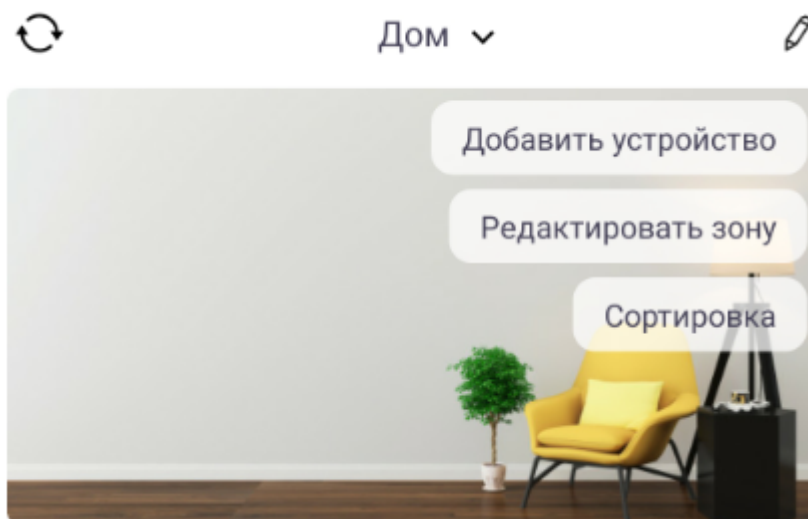 Дом
Добавить устройство
Редактировать зону
Сортировка